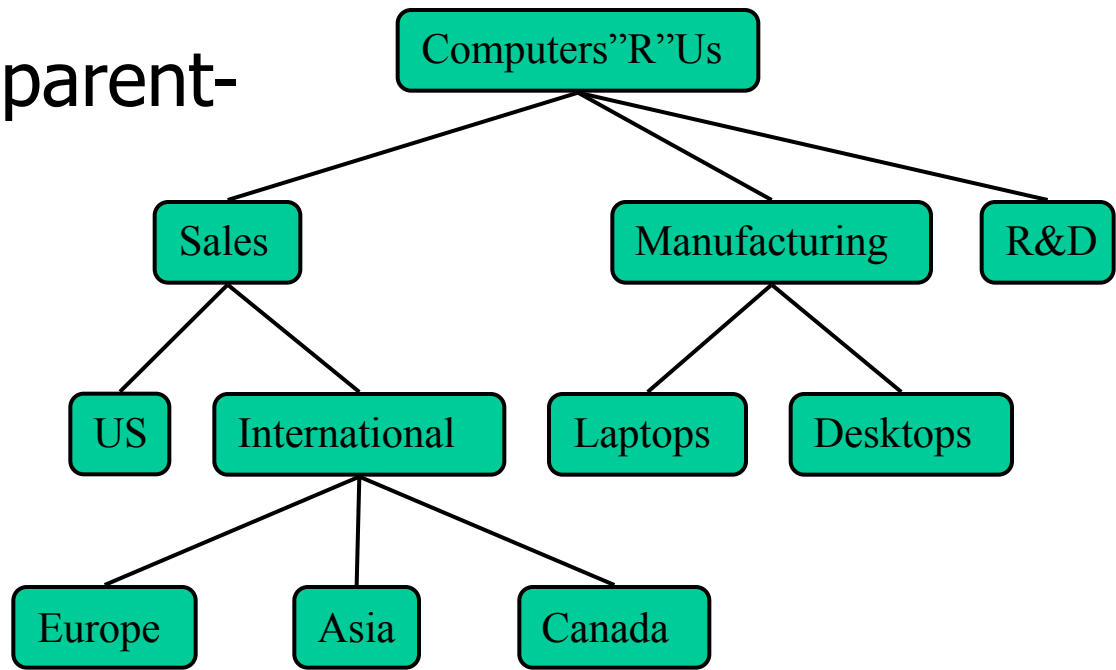 Computers”R”Us
parent-
Sales
Manufacturing
R&D
US
International
Laptops
Desktops
Europe
Asia
Canada